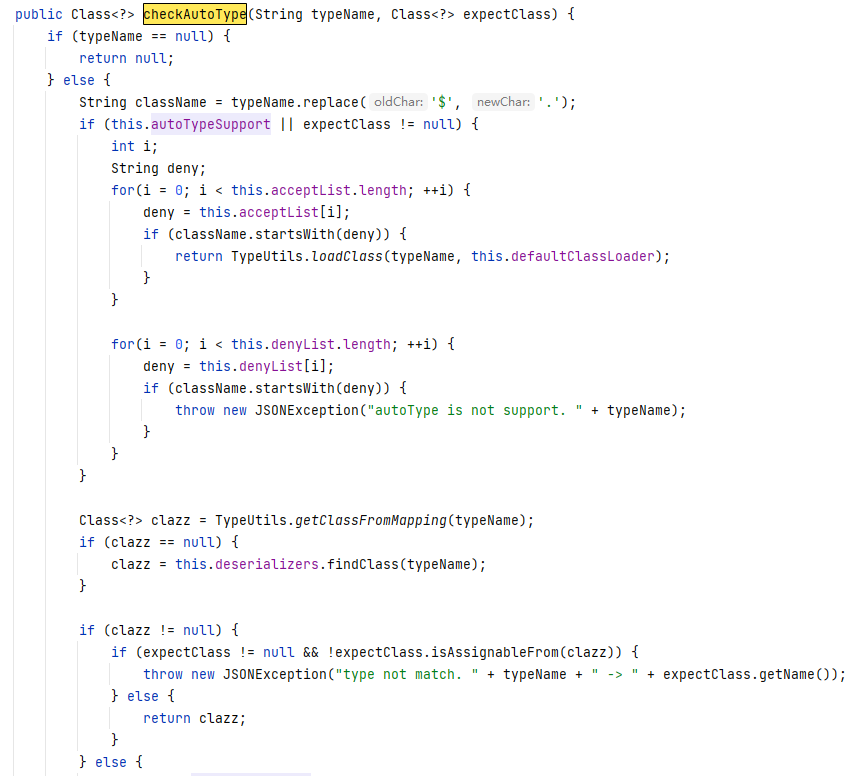 public Class<?> checkAutoType(String typeName, Class<?> expectClass) {
    if (typeName == null) {
        return null;
    } else {
        String className = typeName.replace( oldChar: '$', newChar: '.');
        if (this.autoTypeSupport || expectClass != null) {
            int i;
            String deny;
            for(i = 0; i < this.acceptList.length; ++i) {
                deny = this.acceptList[i];
                if (className.startsWith(deny)) {
                    return TypeUtils.loadClass(typeName, this.defaultClassLoader);
                }
            }

            for(i = 0; i < this.denyList.length; ++i) {
                deny = this.denyList[i];
                if (className.startsWith(deny)) {
                    throw new JSONException("autoType is not support. " + typeName);
                }
            }
        }

        Class<?> clazz = TypeUtils.getClassFromMapping(typeName);
        if (clazz == null) {
            clazz = this.deserializers.findClass(typeName);
        }

        if (clazz != null) {
            if (expectClass != null && !expectClass.isAssignableFrom(clazz)) {
                throw new JSONException("type not match. " + typeName + " -> " + expectClass.getName());
            } else {
                return clazz;
            }
        } else {